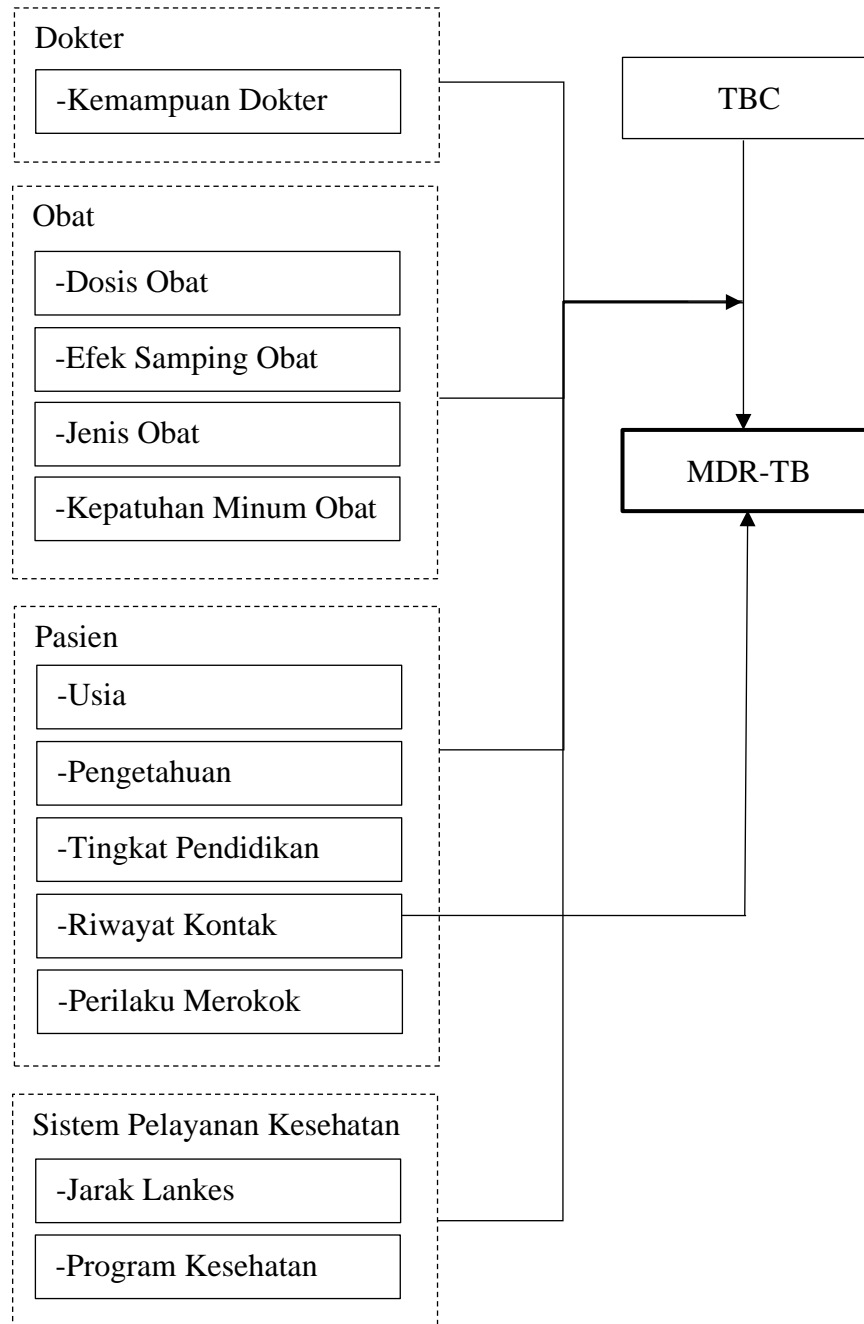 Dokter
-Kemampuan Dokter
Obat
-Dosis Obat
-Efek Samping Obat
-Jenis Obat
-Kepatuhan Minum Obat
Pasien
-Usia
-Pengetahuan
-Tingkat Pendidikan
-Riwayat Kontak
-Perilaku Merokok
Sistem Pelayanan Kesehatan
-Jarak Lankes
-Program Kesehatan
TBC
MDR-TB